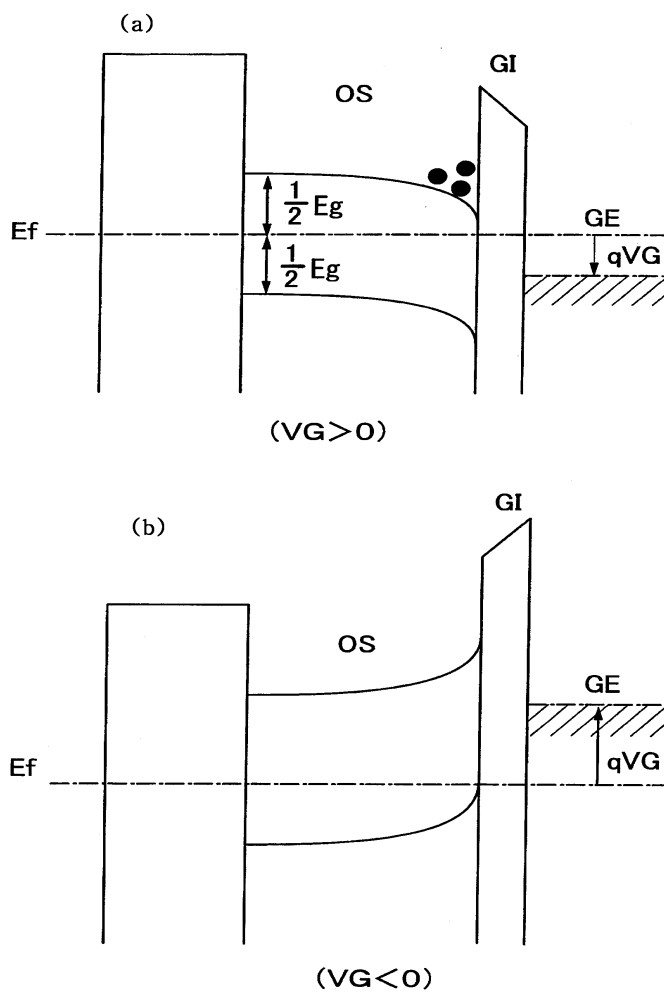 (a)
GI
OS
1/2 Eg
Ef
GE
qVG
1/2 Eg
(VG>0)
GI
(b)
OS
GE
Ef
qVG
(VG<0)